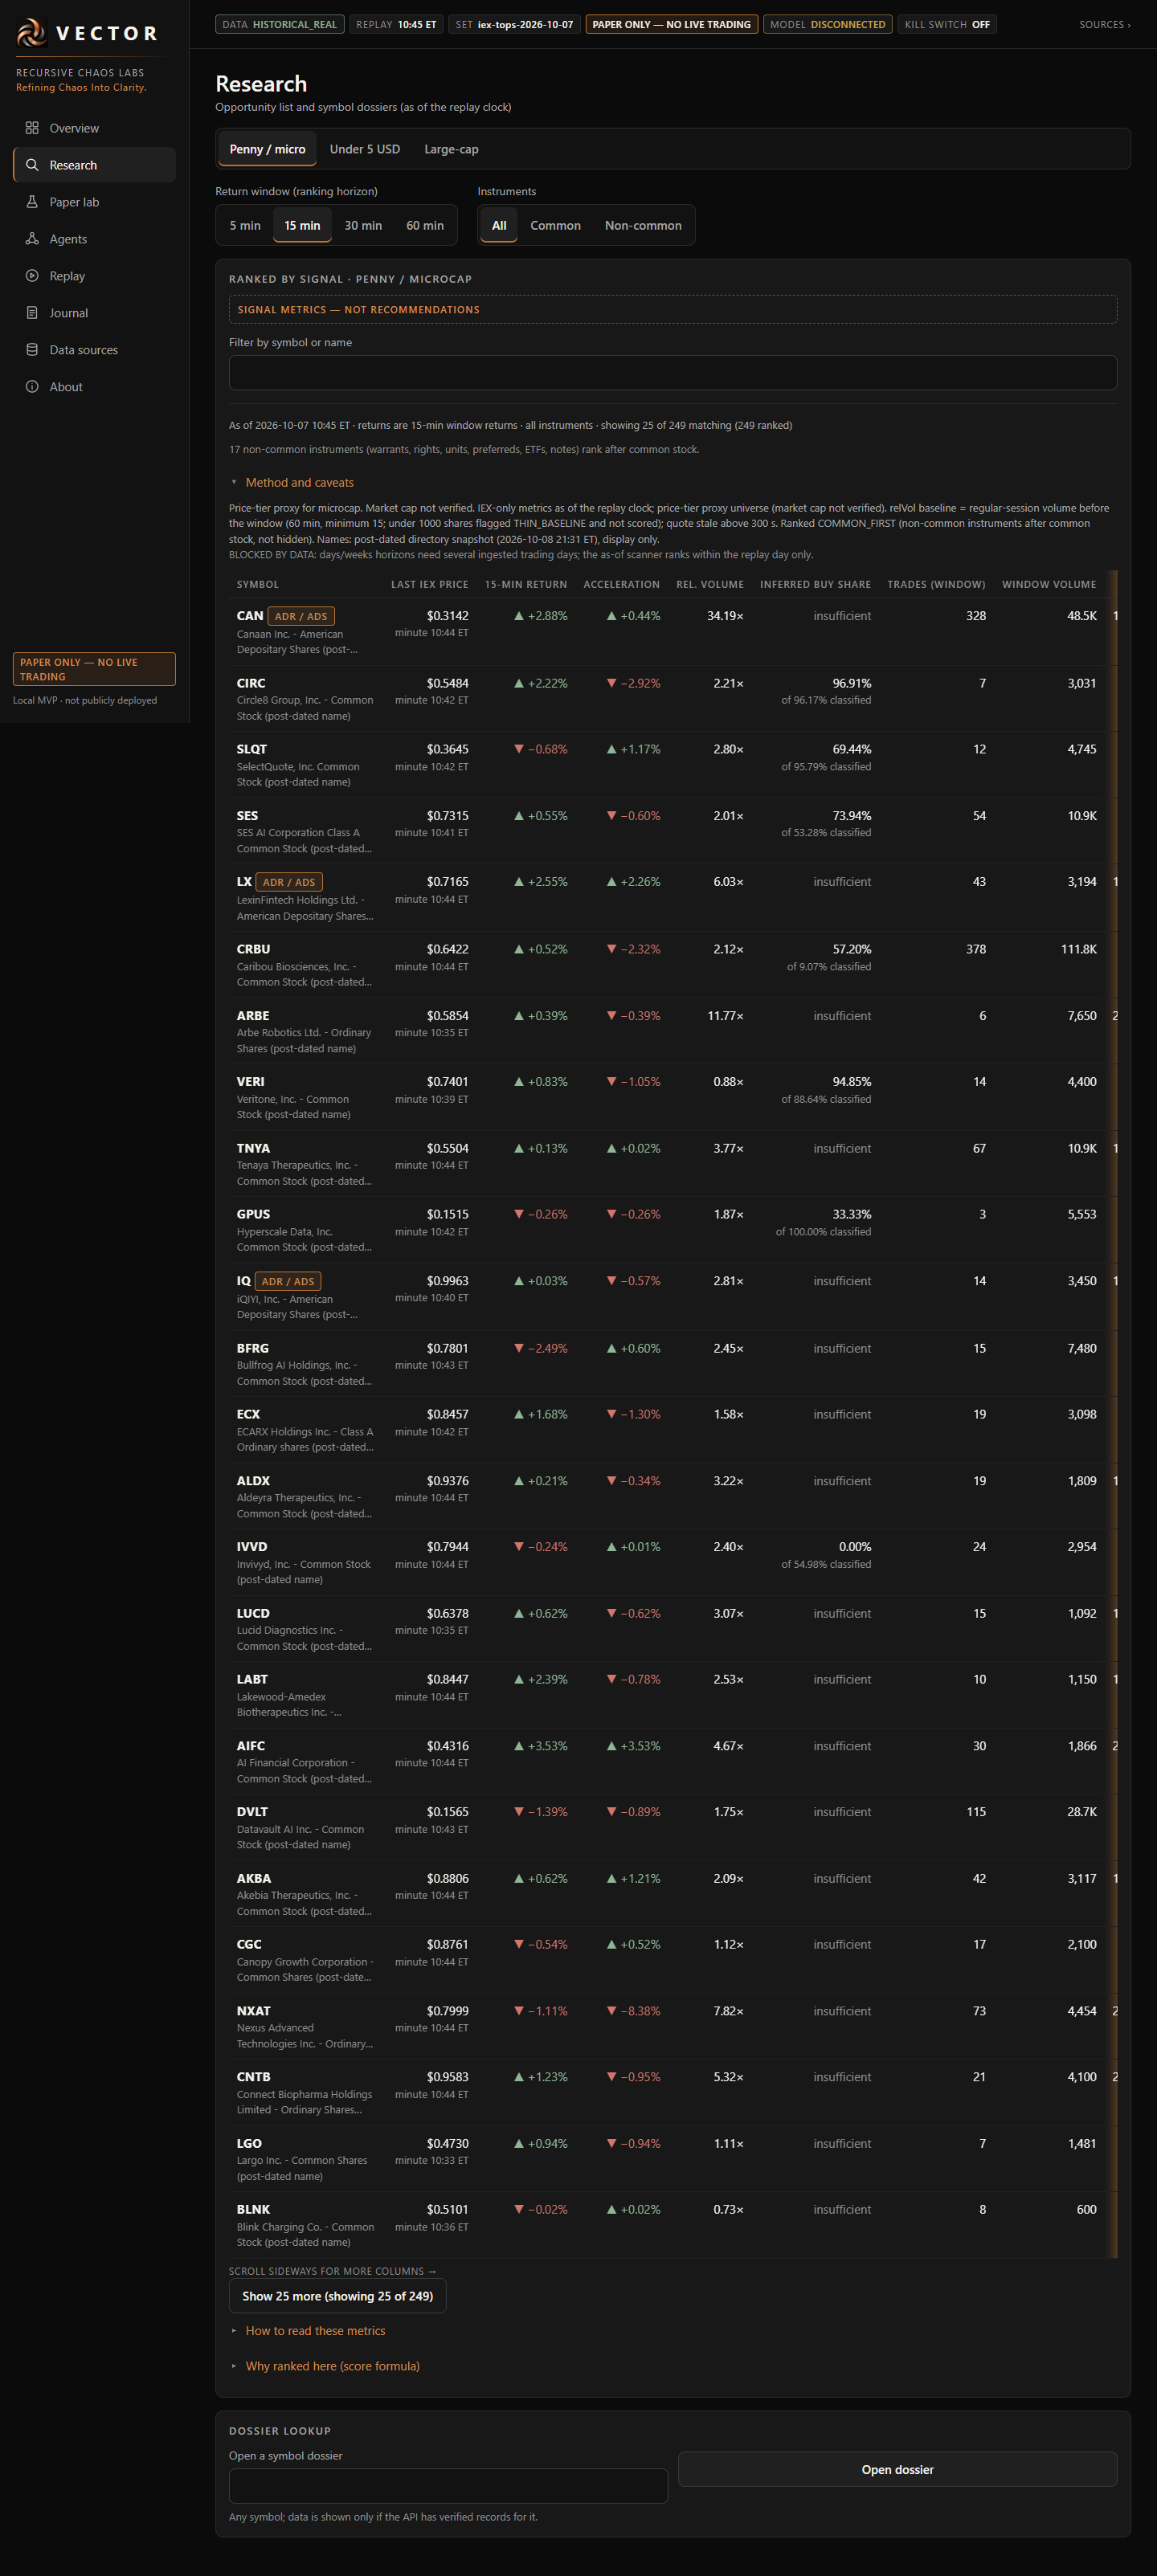 VECTOR
RECURSIVE CHAOS LABS
Refining Chaos Into Clarity.
Overview
Research
Paper lab
Agents
Replay
Journal
Data sources
About
PAPER ONLY — NO LIVE
TRADING
Local MVP · not publicly deployed
DATA HISTORICAL_REAL
REPLAY 10:45 ET
SET iex-tops-2026-10-07
PAPER ONLY — NO LIVE TRADING
MODEL DISCONNECTED
KILL SWITCH OFF
SOURCES ›
Research
Opportunity list and symbol dossiers (as of the replay clock)
Penny / micro Under 5 USD Large-cap
Return window (ranking horizon) Instruments
5 min 15 min 30 min 60 min All Common Non-common
RANKED BY SIGNAL · PENNY / MICROCAP
SIGNAL METRICS — NOT RECOMMENDATIONS
Filter by symbol or name
As of 2026-10-07 10:45 ET · returns are 15-min window returns · all instruments · showing 25 of 249 matching (249 ranked)
17 non-common instruments (warrants, rights, units, preferreds, ETFs, notes) rank after common stock.
▾ Method and caveats
Price-tier proxy for microcap. Market cap not verified. IEX-only metrics as of the replay clock; price-tier proxy universe (market cap not verified). relVol baseline = regular-session volume before
the window (60 min, minimum 15; under 1000 shares flagged THIN_BASELINE and not scored); quote stale above 300 s. Ranked COMMON_FIRST (non-common instruments after common
stock, not hidden). Names: post-dated directory snapshot (2026-10-08 21:31 ET), display only.
BLOCKED BY DATA: days/weeks horizons need several ingested trading days; the as-of scanner ranks within the replay day only.
SYMBOL LAST IEX PRICE 15-MIN RETURN ACCELERATION REL. VOLUME INFERRED BUY SHARE TRADES (WINDOW) WINDOW VOLUME
CAN ADR / ADS $0.3142 ▲ +2.88% ▲ +0.44% 34.19× insufficient 328 48.5K 1
Canaan Inc. - American minute 10:44 ET
Depositary Shares (post-...
CIRC $0.5484 ▲ +2.22% ▼ −2.92% 2.21× 96.91% 7 3,031
Circle8 Group, Inc. - Common minute 10:42 ET of 96.17% classified
Stock (post-dated name)
SLQT $0.3645 ▼ −0.68% ▲ +1.17% 2.80× 69.44% 12 4,745
SelectQuote, Inc. Common minute 10:42 ET of 95.79% classified
Stock (post-dated name)
SES $0.7315 ▲ +0.55% ▼ −0.60% 2.01× 73.94% 54 10.9K
SES AI Corporation Class A minute 10:41 ET of 53.28% classified
Common Stock (post-dated...
LX ADR / ADS $0.7165 ▲ +2.55% ▲ +2.26% 6.03× insufficient 43 3,194 1
LexinFintech Holdings Ltd. - minute 10:44 ET
American Depositary Shares...
CRBU $0.6422 ▲ +0.52% ▼ −2.32% 2.12× 57.20% 378 111.8K
Caribou Biosciences, Inc. - minute 10:44 ET of 9.07% classified
Common Stock (post-dated...
ARBE $0.5854 ▲ +0.39% ▼ −0.39% 11.77× insufficient 6 7,650 2
Arbe Robotics Ltd. - Ordinary minute 10:35 ET
Shares (post-dated name)
VERI $0.7401 ▲ +0.83% ▼ −1.05% 0.88× 94.85% 14 4,400
Veritone, Inc. - Common minute 10:39 ET of 88.64% classified
Stock (post-dated name)
TNYA $0.5504 ▲ +0.13% ▲ +0.02% 3.77× insufficient 67 10.9K 1
Tenaya Therapeutics, Inc. - minute 10:44 ET
Common Stock (post-dated...
GPUS $0.1515 ▼ −0.26% ▼ −0.26% 1.87× 33.33% 3 5,553
Hyperscale Data, Inc. minute 10:42 ET of 100.00% classified
Common Stock (post-dated...
IQ ADR / ADS $0.9963 ▲ +0.03% ▼ −0.57% 2.81× insufficient 14 3,450 1
iQIYI, Inc. - American minute 10:40 ET
Depositary Shares (post-...
BFRG $0.7801 ▼ −2.49% ▲ +0.60% 2.45× insufficient 15 7,480
Bullfrog AI Holdings, Inc. - minute 10:43 ET
Common Stock (post-dated...
ECX $0.8457 ▲ +1.68% ▼ −1.30% 1.58× insufficient 19 3,098
ECARX Holdings Inc. - Class A minute 10:42 ET
Ordinary shares (post-dated...
ALDX $0.9376 ▲ +0.21% ▼ −0.34% 3.22× insufficient 19 1,809 1
Aldeyra Therapeutics, Inc. - minute 10:44 ET
Common Stock (post-dated...
IVVD $0.7944 ▼ −0.24% ▲ +0.01% 2.40× 0.00% 24 2,954
Invivyd, Inc. - Common Stock minute 10:44 ET of 54.98% classified
(post-dated name)
LUCD $0.6378 ▲ +0.62% ▼ −0.62% 3.07× insufficient 15 1,092 1
Lucid Diagnostics Inc. - minute 10:35 ET
Common Stock (post-dated...
LABT $0.8447 ▲ +2.39% ▼ −0.78% 2.53× insufficient 10 1,150 1
Lakewood-Amedex minute 10:44 ET
Biotherapeutics Inc. -...
AIFC $0.4316 ▲ +3.53% ▲ +3.53% 4.67× insufficient 30 1,866 2
AI Financial Corporation - minute 10:44 ET
Common Stock (post-dated...
DVLT $0.1565 ▼ −1.39% ▼ −0.89% 1.75× insufficient 115 28.7K
Datavault AI Inc. - Common minute 10:43 ET
Stock (post-dated name)
AKBA $0.8806 ▲ +0.62% ▲ +1.21% 2.09× insufficient 42 3,117 1
Akebia Therapeutics, Inc. - minute 10:44 ET
Common Stock (post-dated...
CGC $0.8761 ▼ −0.54% ▲ +0.52% 1.12× insufficient 17 2,100
Canopy Growth Corporation - minute 10:44 ET
Common Shares (post-date...
NXAT $0.7999 ▼ −1.11% ▼ −8.38% 7.82× insufficient 73 4,454 2
Nexus Advanced minute 10:44 ET
Technologies Inc. - Ordinary...
CNTB $0.9583 ▲ +1.23% ▼ −0.95% 5.32× insufficient 21 4,100 2
Connect Biopharma Holdings minute 10:44 ET
Limited - Ordinary Shares...
LGO $0.4730 ▲ +0.94% ▼ −0.94% 1.11× insufficient 7 1,481
Largo Inc. - Common Shares minute 10:33 ET
(post-dated name)
BLNK $0.5101 ▼ −0.02% ▲ +0.02% 0.73× insufficient 8 600
Blink Charging Co. - Common minute 10:36 ET
Stock (post-dated name)
SCROLL SIDEWAYS FOR MORE COLUMNS →
Show 25 more (showing 25 of 249)
▸ How to read these metrics
▸ Why ranked here (score formula)
DOSSIER LOOKUP
Open a symbol dossier
Open dossier
Any symbol; data is shown only if the API has verified records for it.